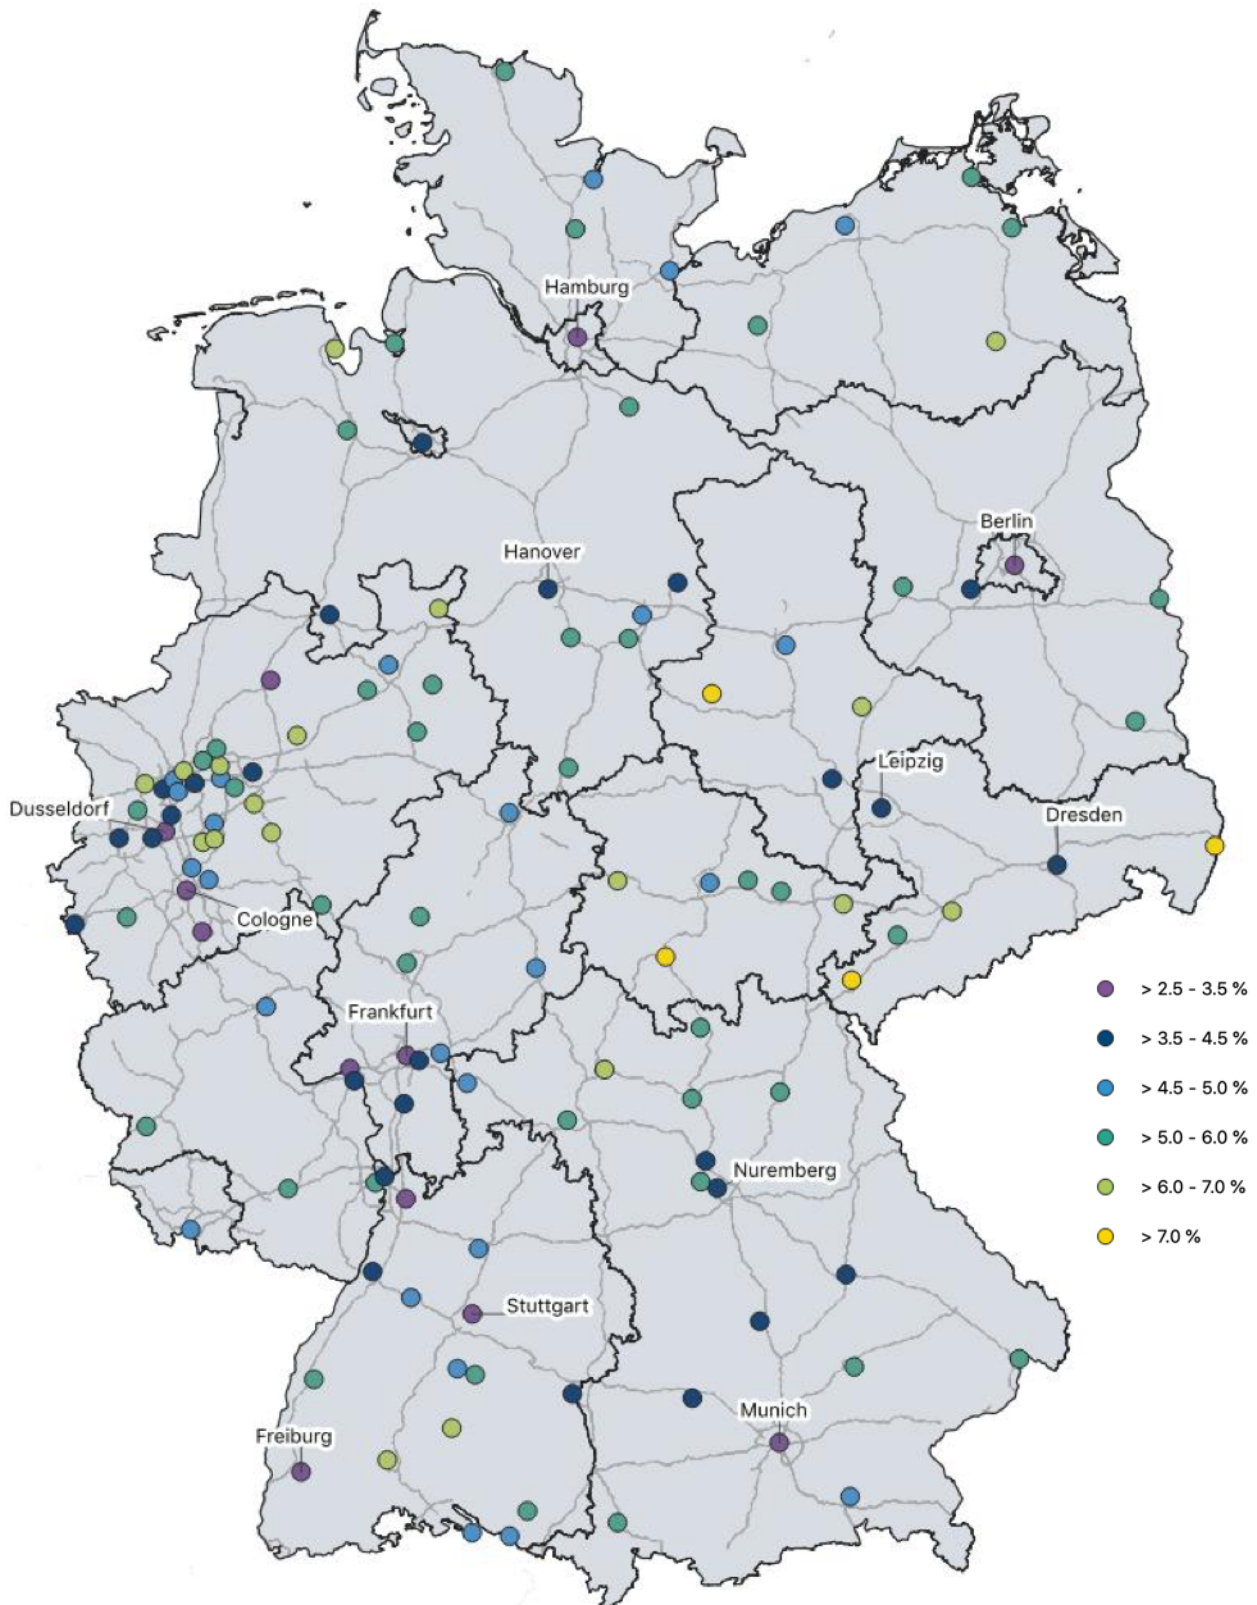 Hamburg
Berlin
Hanover
Leipzig
Dusseldorf
Dresden
Cologne
> 2.5 - 3.5 %
Frankfurt
> 3.5 - 4.5 %
> 4.5 - 5.0 %
> 5.0 - 6.0 %
Nuremberg
> 6.0 - 7.0 %
> 7.0 %
Stuttgart
Munich
Freiburg